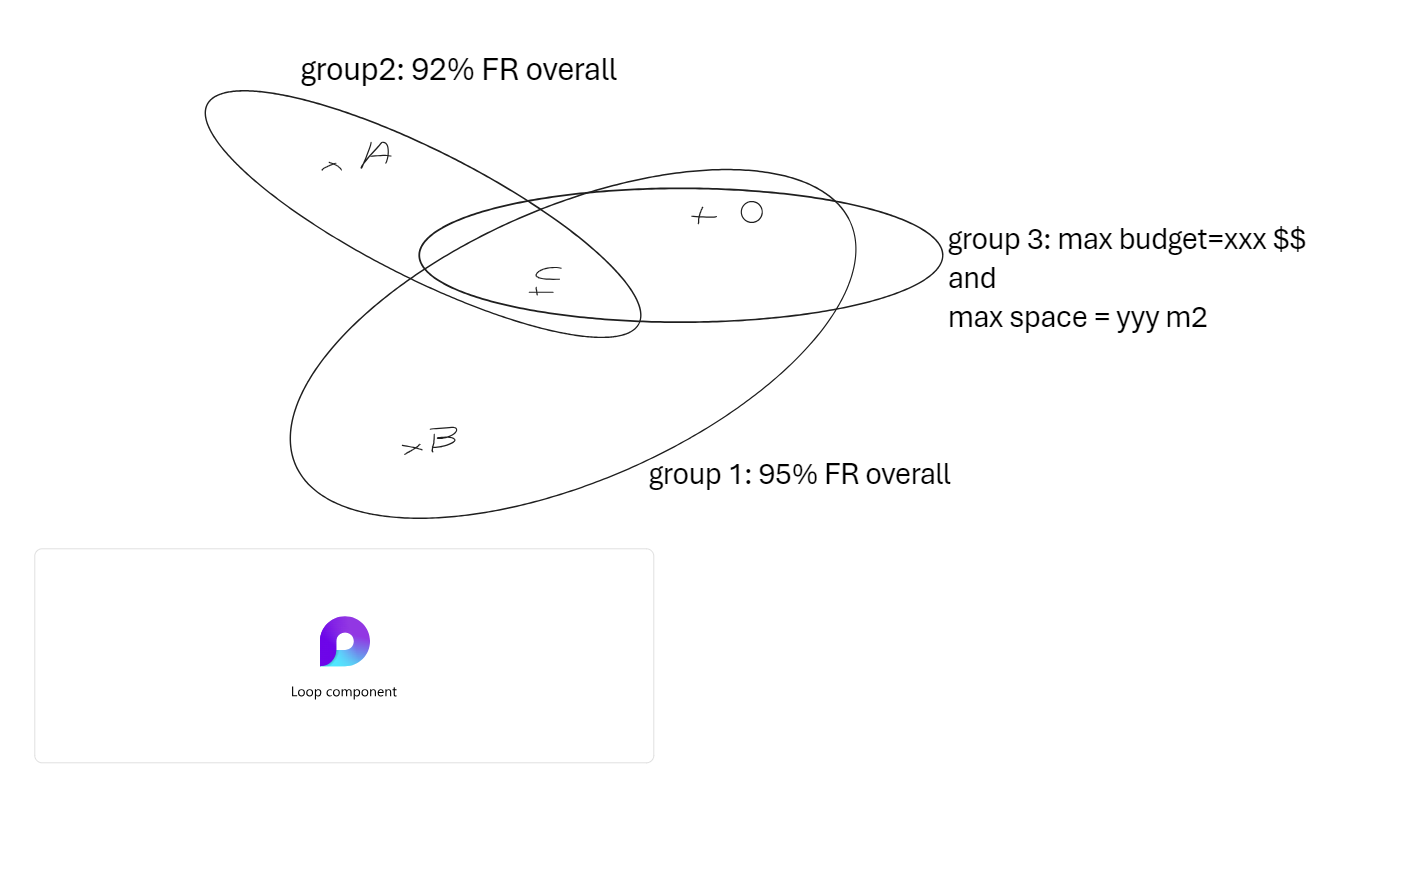 group2: 92% FR overall
A
group 3: max budget=xxx $$
and
max space = yyy m2
B
group 1: 95% FR overall
Loop component